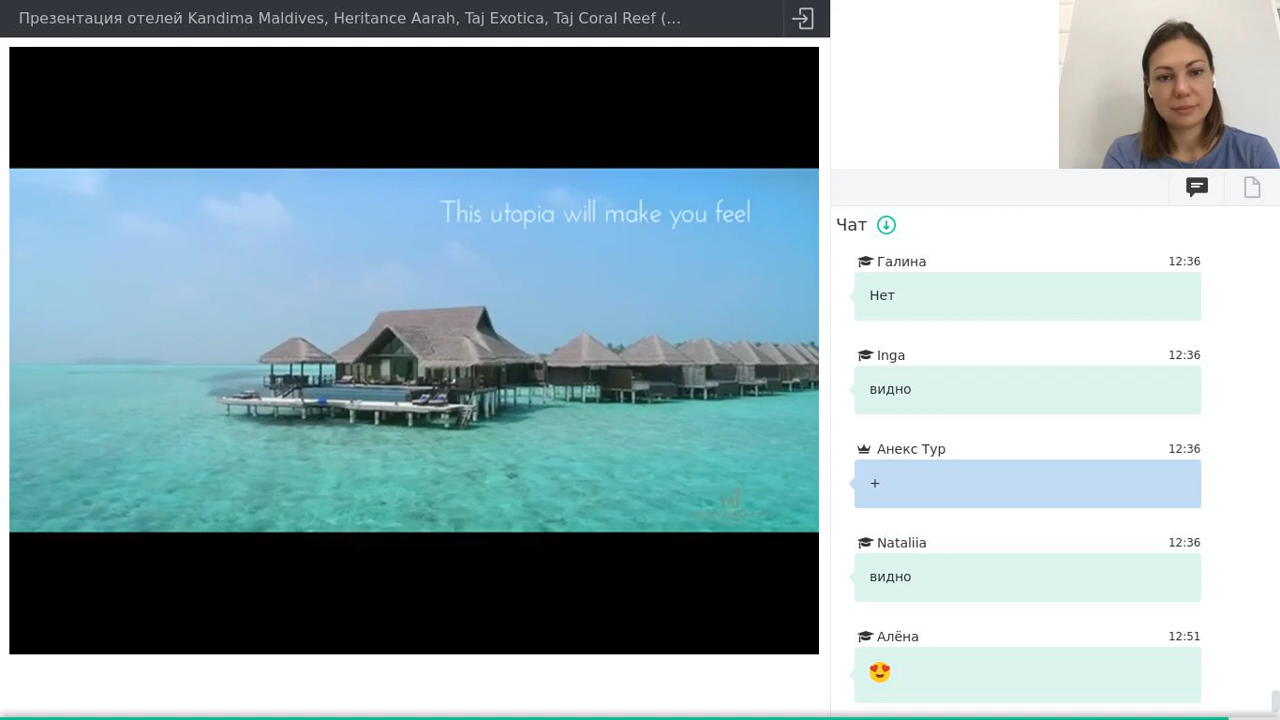 Презентация отелей Kandima Maldives, Heritance Aarah, Taj Exotica, Taj Coral Reef (...
This utopia will make you feel
Чат
Галина 12:36
Нет
Inga 12:36
видно
Анекс Тур 12:36
+
Nataliia 12:36
видно
Алёна 12:51
😍